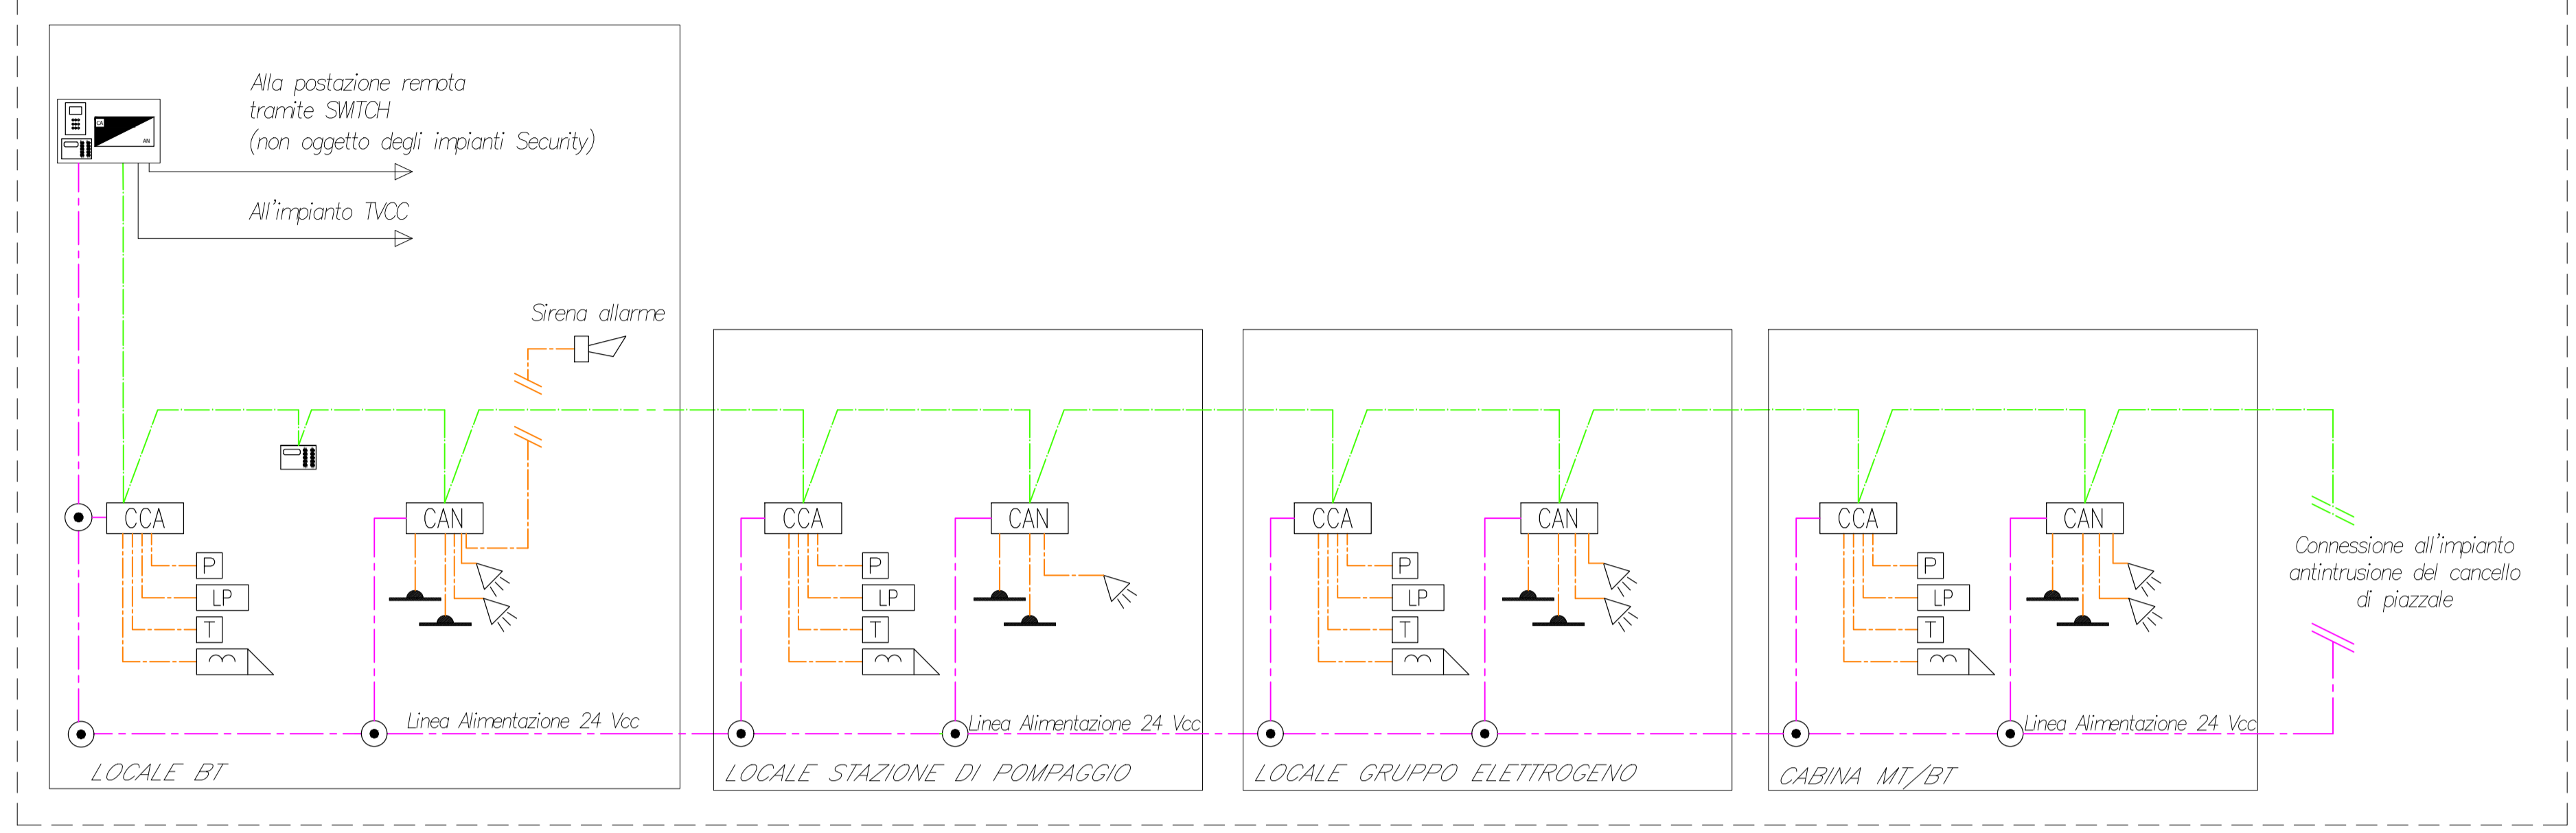 Alla postazione remota
tramite SWITCH
(non oggetto degli impianti Security)
CA
AN
All'impianto TVCC
Sirena allarme
CCA
CAN
P
LP
T
Linea Alimentazione 24 Vcc
LOCALE BT
CCA
CAN
P
LP
T
Linea Alimentazione 24 Vcc
LOCALE STAZIONE DI POMPAGGIO
CCA
CAN
P
LP
T
LOCALE GRUPPO ELETTROGENO
CCA
CAN
P
LP
T
Linea Alimentazione 24 Vcc
CABINA MT/BT
Connessione all'impianto
antintrusione del cancello
di piazzale